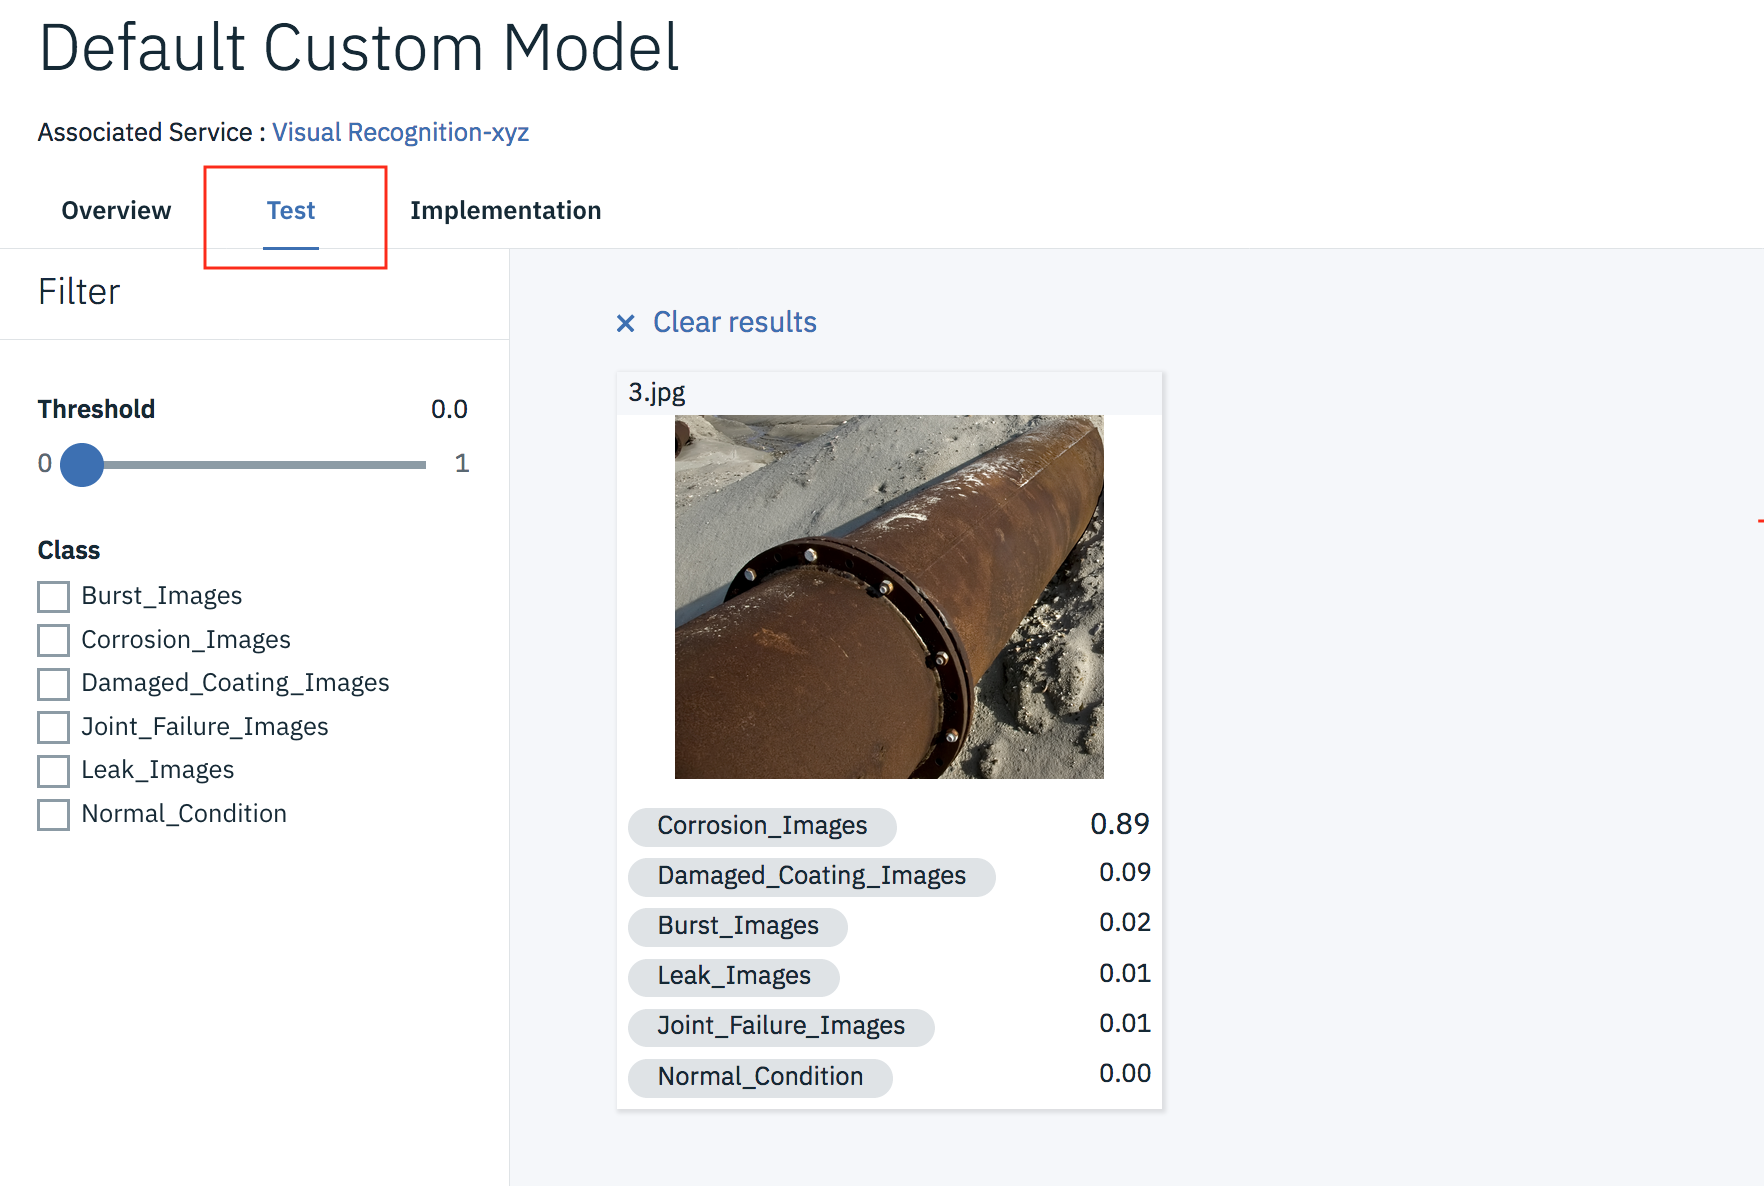 Default Custom Model
Associated Service : Visual Recognition-xyz
Overview Test Implementation
Filter
Threshold 0.0
0 1
Class
Burst_Images
Corrosion_Images
Damaged_Coating_Images
Joint_Failure_Images
Leak_Images
Normal_Condition
× Clear results
3.jpg
Corrosion_Images 0.89
Damaged_Coating_Images 0.09
Burst_Images 0.02
Leak_Images 0.01
Joint_Failure_Images 0.01
Normal_Condition 0.00